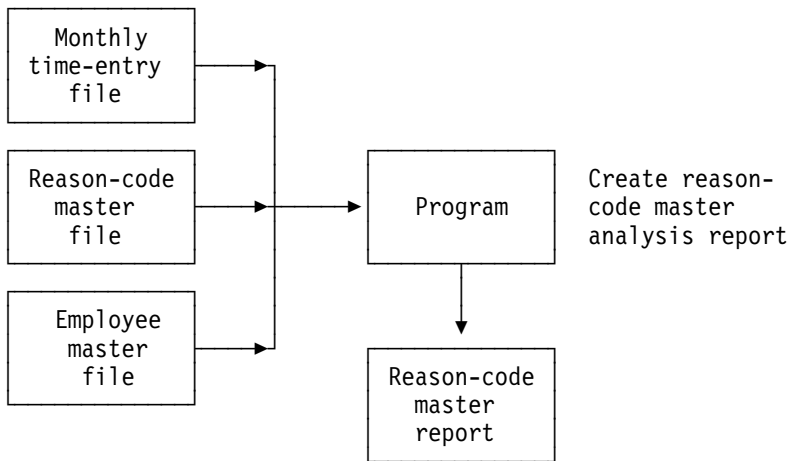 Monthly
time-entry
file
Reason-code
master
file
Program
Create reason-
code master
analysis report
Employee
master
file
Reason-code
master
report